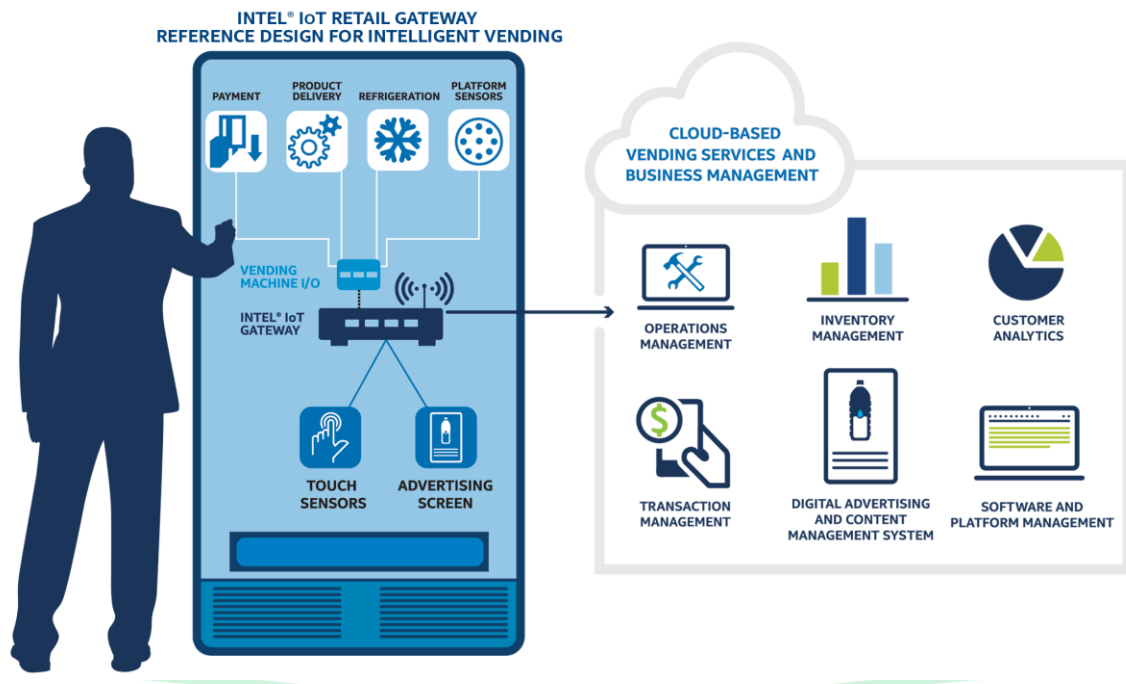 INTEL® IoT RETAIL GATEWAY
REFERENCE DESIGN FOR INTELLIGENT VENDING
PAYMENT
PRODUCT
DELIVERY
REFRIGERATION
PLATFORM
SENSORS
VENDING
MACHINE I/O
INTEL® IoT
GATEWAY
TOUCH
SENSORS
ADVERTISING
SCREEN
CLOUD-BASED
VENDING SERVICES AND
BUSINESS MANAGEMENT
OPERATIONS
MANAGEMENT
INVENTORY
MANAGEMENT
CUSTOMER
ANALYTICS
$
TRANSACTION
MANAGEMENT
DIGITAL ADVERTISING
AND CONTENT
MANAGEMENT SYSTEM
SOFTWARE AND
PLATFORM MANAGEMENT